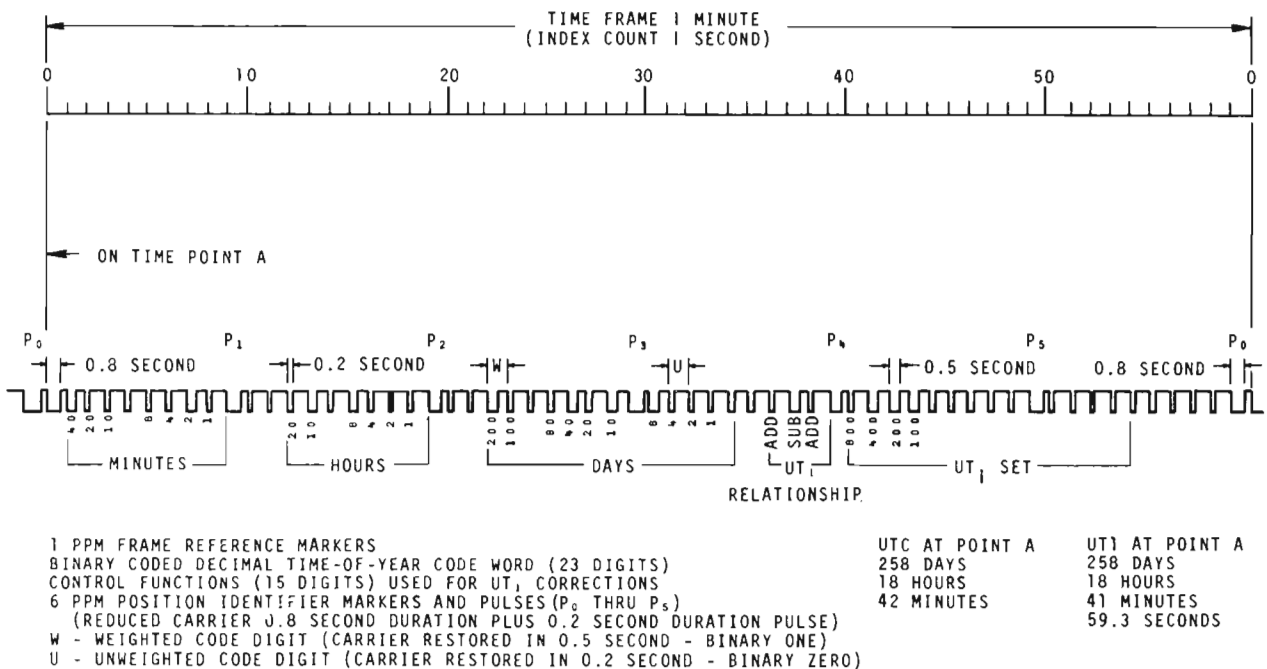 TIME FRAME 1 MINUTE
(INDEX COUNT 1 SECOND)
0 10 20 30 40 50 0
ON TIME POINT A
P₀ P₁ P₂ P₃ P₄ P₅ P₀
0.8 SECOND 0.2 SECOND W U 0.5 SECOND 0.8 SECOND
40 20 10 8 4 2 1 20 10 8 4 2 1 200 100 80 40 20 10 8 4 2 1 ADD SUB ADD 800 400 200 100
MINUTES HOURS DAYS UT₁ UT₁ SET
RELATIONSHIP
1 PPM FRAME REFERENCE MARKERS
BINARY CODED DECIMAL TIME-OF-YEAR CODE WORD (23 DIGITS)
CONTROL FUNCTIONS (15 DIGITS) USED FOR UT₁ CORRECTIONS
6 PPM POSITION IDENTIFIER MARKERS AND PULSES (P₀ THRU P₅)
(REDUCED CARRIER 0.8 SECOND DURATION PLUS 0.2 SECOND DURATION PULSE)
W - WEIGHTED CODE DIGIT (CARRIER RESTORED IN 0.5 SECOND - BINARY ONE)
U - UNWEIGHTED CODE DIGIT (CARRIER RESTORED IN 0.2 SECOND - BINARY ZERO)
UTC AT POINT A
258 DAYS
18 HOURS
42 MINUTES
UT1 AT POINT A
258 DAYS
18 HOURS
41 MINUTES
59.3 SECONDS